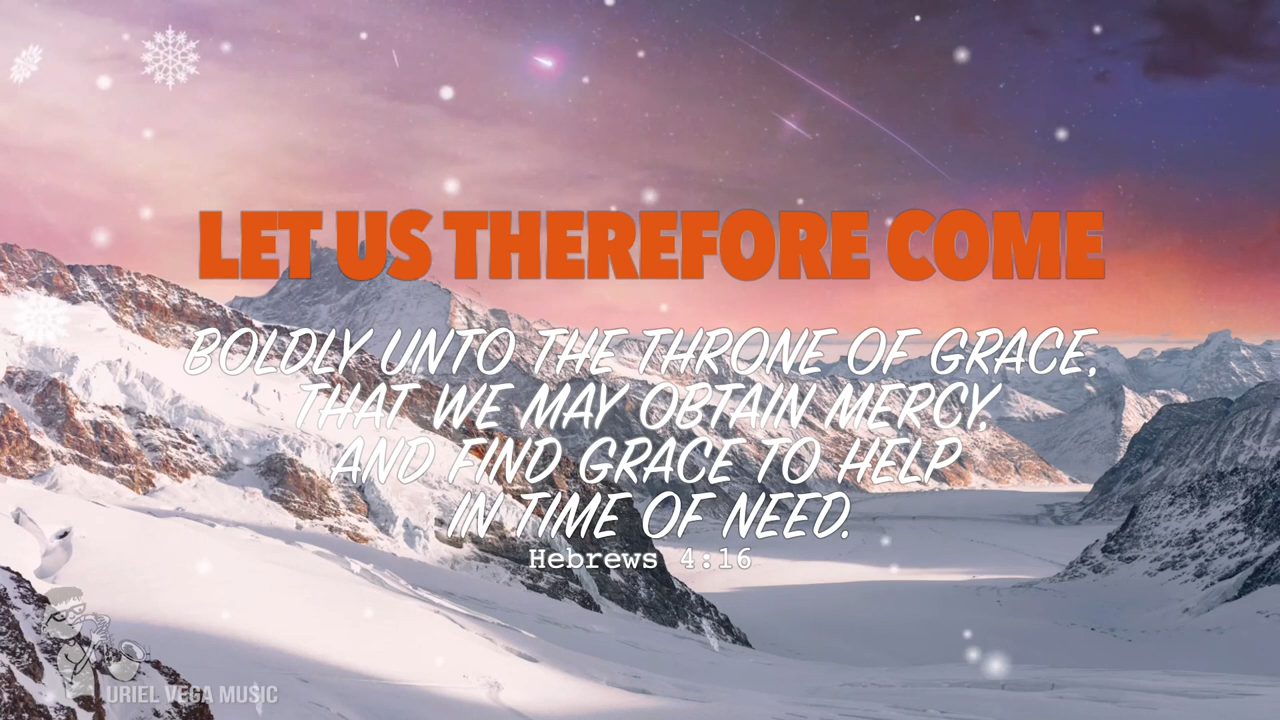 LET US THEREFORE COME
BOLDLY UNTO THE THRONE OF GRACE,
THAT WE MAY OBTAIN MERCY,
AND FIND GRACE TO HELP
IN TIME OF NEED.
Hebrews 4:16
URIEL VEGA MUSIC